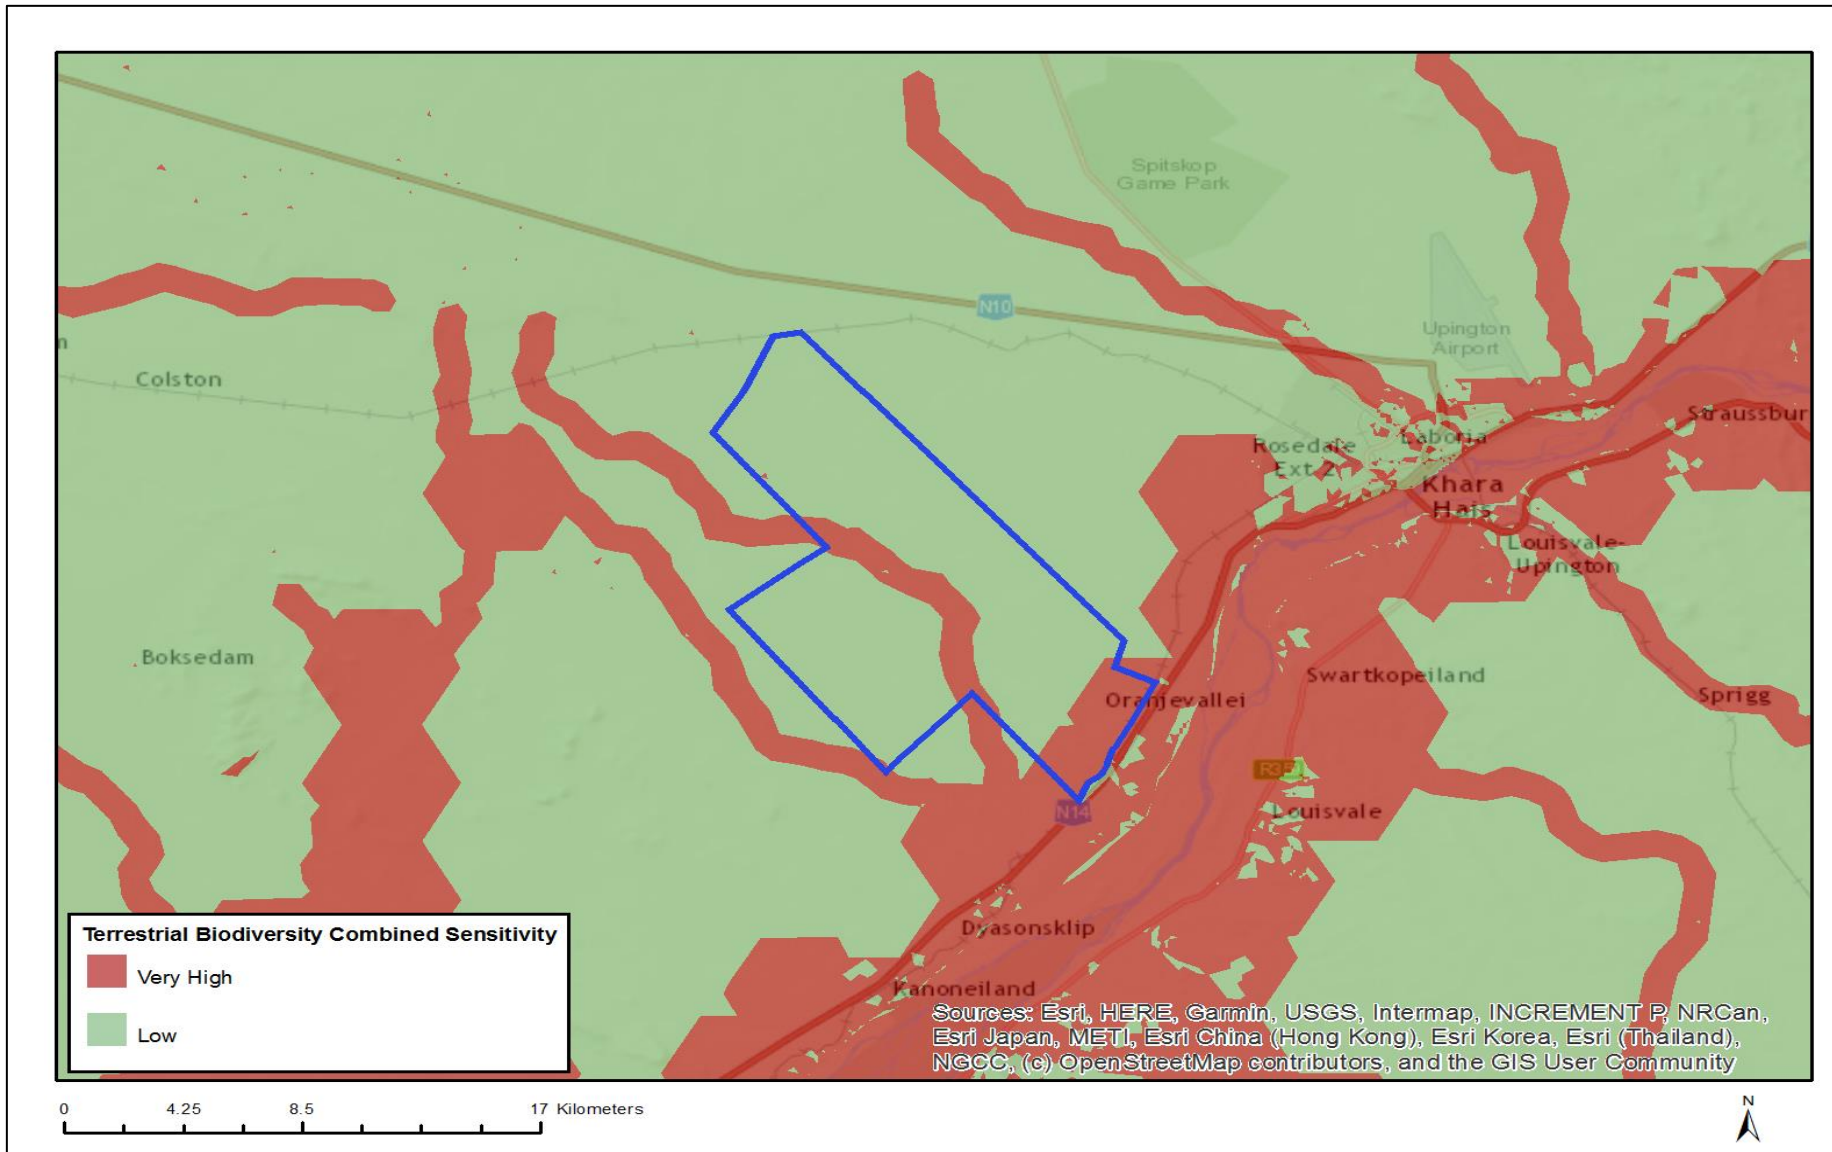 Spitskop
Game Park
N10
Upington
Airport
n
Colston
Straussbur
Rosedale
Ext 2
Laboria
Khara
Hais
Louisvale-
Upington
Boksedam
Swartkopeiland
Oranjevallei
Sprigg
Louisvale
N14
Dyasonsklip
Kanoneiland
Terrestrial Biodiversity Combined Sensitivity
Very High
Low
Sources: Esri, HERE, Garmin, USGS, Intermap, INCREMENT P, NRCan,
Esri Japan, METI, Esri China (Hong Kong), Esri Korea, Esri (Thailand),
NGCC, (c) OpenStreetMap contributors, and the GIS User Community
0 4.25 8.5 17 Kilometers
N